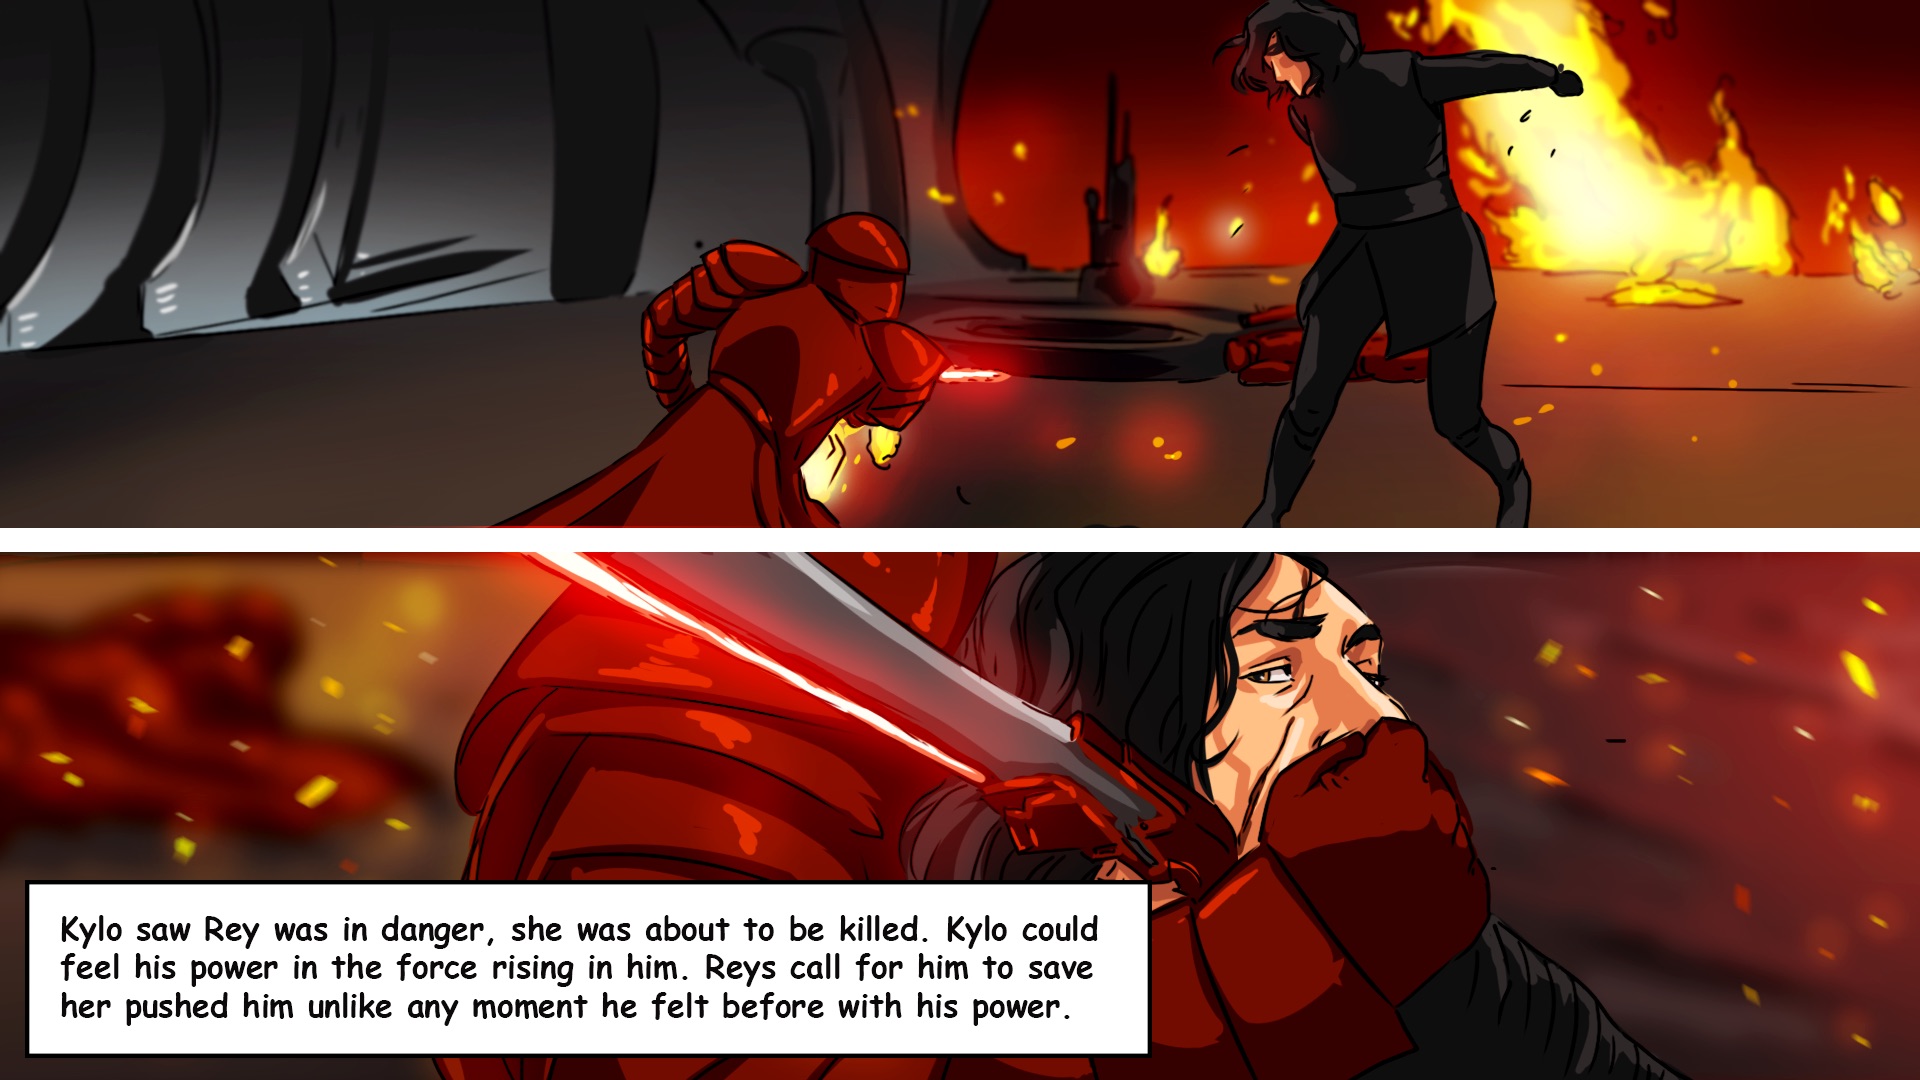 Kylo saw Rey was in danger, she was about to be killed. Kylo could
feel his power in the force rising in him. Reys call for him to save
her pushed him unlike any moment he felt before with his power.